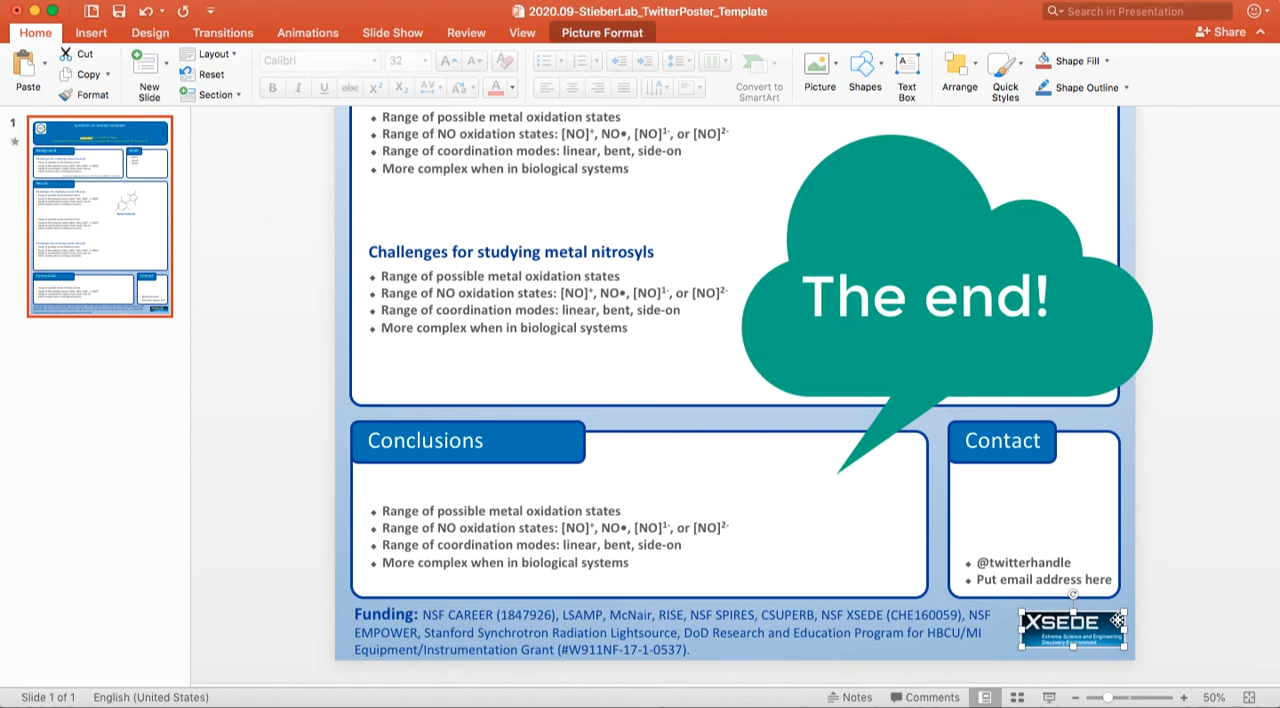 2020.09-StieberLab_TwitterPoster_Template
Search in Presentation
Home Insert Design Transitions Animations Slide Show Review View Picture Format Share
Paste Cut Copy Format New Slide Layout Reset Section
Calibri 32
B I U abc X² X₂ AV A
Convert to SmartArt Picture Shapes Text Box Arrange Quick Styles Shape Fill Shape Outline
1
Background
Results
Conclusions
Contact
• Range of possible metal oxidation states
• Range of NO oxidation states: [NO]⁺, NO•, [NO]¹⁻, or [NO]²⁻
• Range of coordination modes: linear, bent, side-on
• More complex when in biological systems
Challenges for studying metal nitrosyls
• Range of possible metal oxidation states
• Range of NO oxidation states: [NO]⁺, NO•, [NO]¹⁻, or [NO]²⁻
• Range of coordination modes: linear, bent, side-on
• More complex when in biological systems
The end!
Conclusions
• Range of possible metal oxidation states
• Range of NO oxidation states: [NO]⁺, NO•, [NO]¹⁻, or [NO]²⁻
• Range of coordination modes: linear, bent, side-on
• More complex when in biological systems
Contact
• @twitterhandle
• Put email address here
Funding: NSF CAREER (1847926), LSAMP, McNair, RISE, NSF SPIRES, CSUPERB, NSF XSEDE (CHE160059), NSF
EMPOWER, Stanford Synchrotron Radiation Lightsource, DoD Research and Education Program for HBCU/MI
Equipment/Instrumentation Grant (#W911NF-17-1-0537).
XSEDE
Extreme Science and Engineering
Discovery Environment
Slide 1 of 1 English (United States) Notes Comments 50%